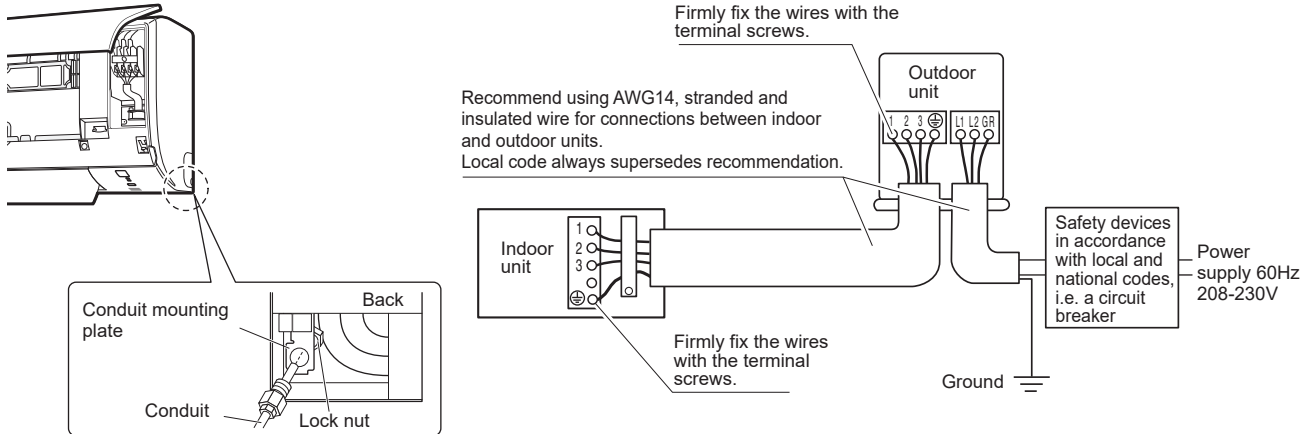 Firmly fix the wires with the
terminal screws.
Outdoor
unit
1 2 3
L1 L2 GR
Recommend using AWG14, stranded and
insulated wire for connections between indoor
and outdoor units.
Local code always supersedes recommendation.
Indoor
unit
1
2
3
Safety devices
in accordance
with local and
national codes,
i.e. a circuit
breaker
Power
supply 60Hz
208-230V
Firmly fix the wires
with the terminal
screws.
Ground
Conduit mounting
plate
Back
Conduit
Lock nut